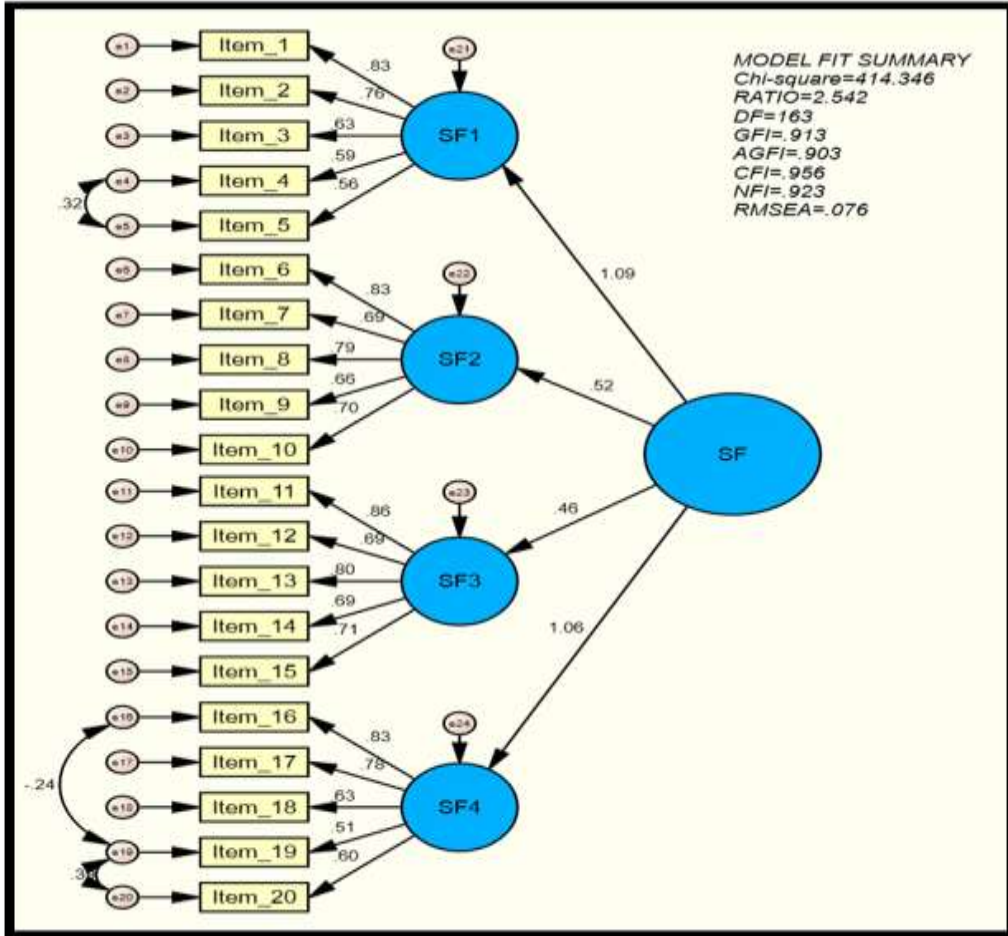 MODEL FIT SUMMARY
Chi-square=414.346
RATIO=2.542
DF=163
GFI=.913
AGFI=.903
CFI=.956
NFI=.923
RMSEA=.076
e1 Item_1 .83 e21
e2 Item_2 .76
e3 Item_3 .63 SF1
e4 Item_4 .59
.32
e5 Item_5 .56
e6 Item_6 .83 e22
1.09
e7 Item_7 .69
e8 Item_8 .79 SF2
e9 Item_9 .66 .52
e10 Item_10 .70
SF
e11 Item_11 .86 e23
.46
e12 Item_12 .69
e13 Item_13 .80 SF3
e14 Item_14 .69
1.06
e15 Item_15 .71
e16 Item_16 .83 e24
e17 Item_17 .78
-.24
e18 Item_18 .63 SF4
e19 Item_19 .51
e20 Item_20 .60